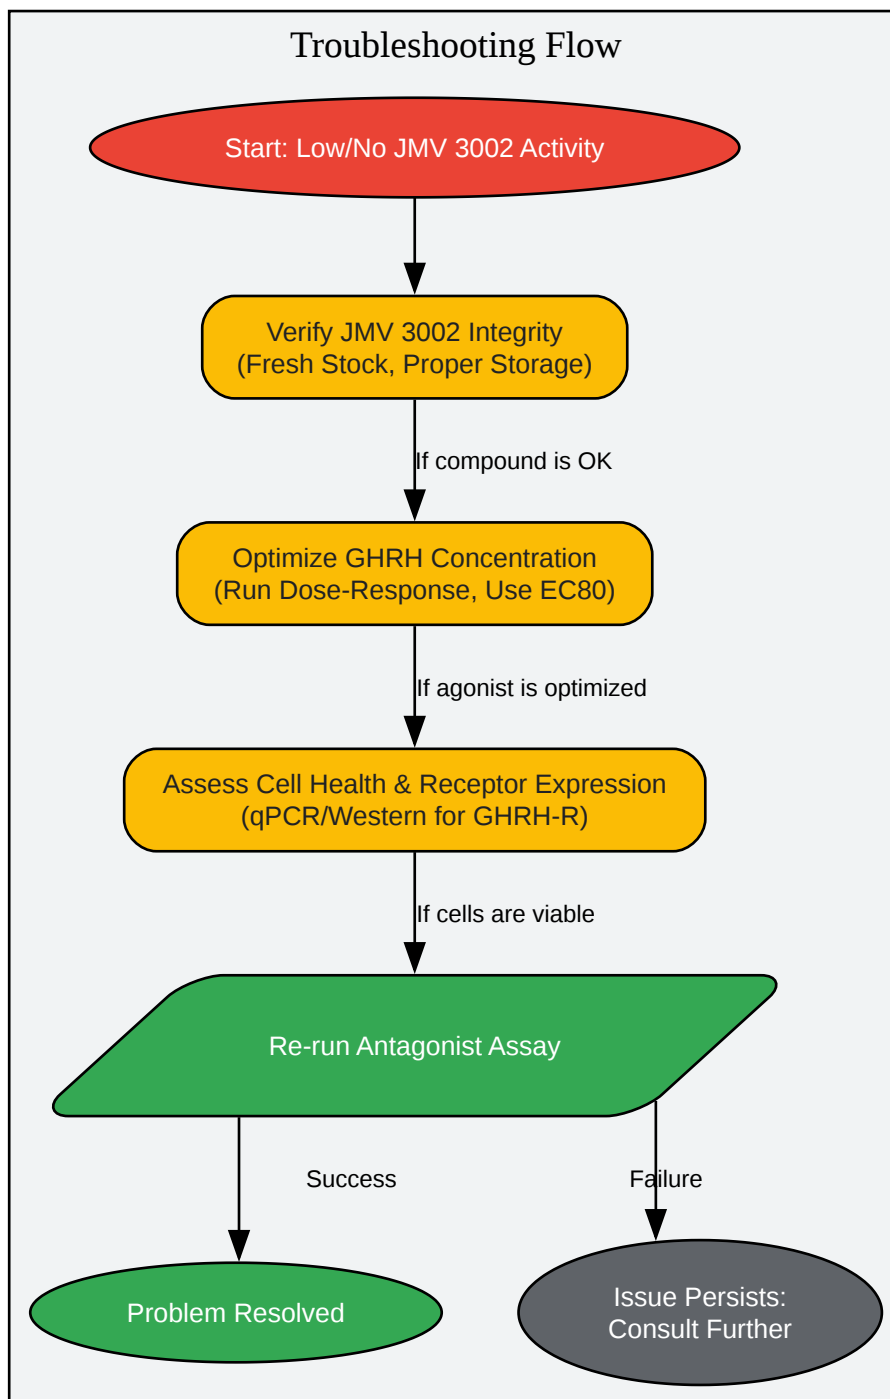 Troubleshooting Flow
Start: Low/No JMV 3002 Activity
Verify JMV 3002 Integrity
(Fresh Stock, Proper Storage)
If compound is OK
Optimize GHRH Concentration
(Run Dose-Response, Use EC80)
If agonist is optimized
Assess Cell Health & Receptor Expression
(qPCR/Western for GHRH-R)
If cells are viable
Re-run Antagonist Assay
Success
Failure
Problem Resolved
Issue Persists:
Consult Further